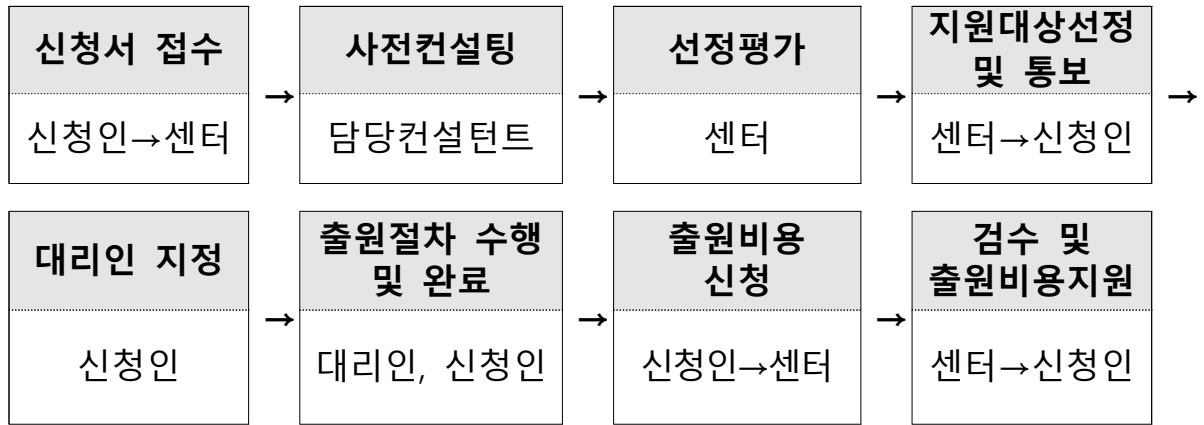 신청서 접수
신청인→센터
→
사전컨설팅
담당컨설턴트
→
선정평가
센터
→
지원대상선정
및 통보
센터→신청인
→
대리인 지정
신청인
→
출원절차 수행
및 완료
대리인, 신청인
→
출원비용
신청
신청인→센터
→
검수 및
출원비용지원
센터→신청인